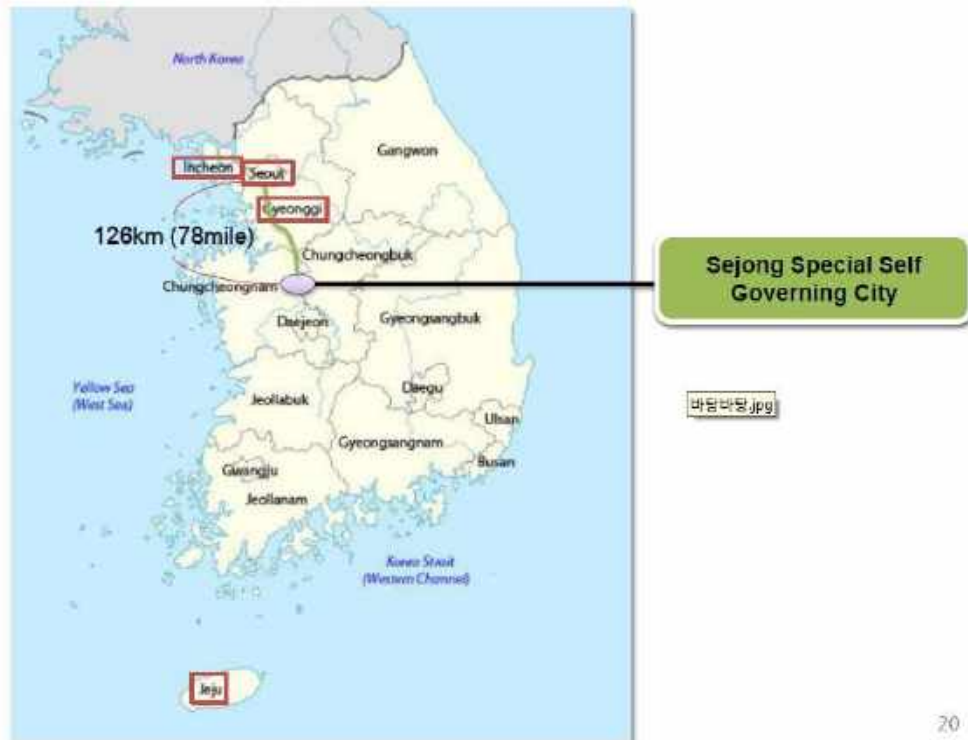 North Korea
Gangwon
Incheon
Seoul
Gyeonggi
126km (78mile)
Chungcheongbuk
Chungcheongnam
Sejong Special Self
Governing City
Daejeon
Gyeongsangbuk
Yellow Sea
(West Sea)
Jeollabuk
Daegu
바탕바탕.jpg
Ulsan
Gyeongsangnam
Busan
Gwangju
Jeollanam
Korea Strait
(Western Channel)
Jeju
20